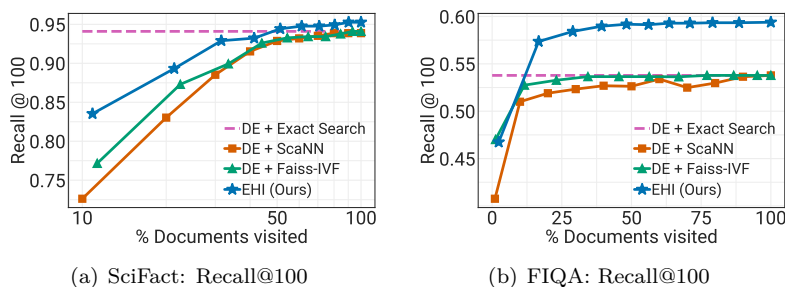 0.95
0.90
0.85
0.80
0.75
Recall @ 100
DE + Exact Search
DE + ScaNN
DE + Faiss-IVF
EHI (Ours)
10
50
100
% Documents visited
(a) SciFact: Recall@100
0.60
0.55
0.50
0.45
Recall @ 100
DE + Exact Search
DE + ScaNN
DE + Faiss-IVF
EHI (Ours)
0
25
50
75
100
% Documents visited
(b) FIQA: Recall@100